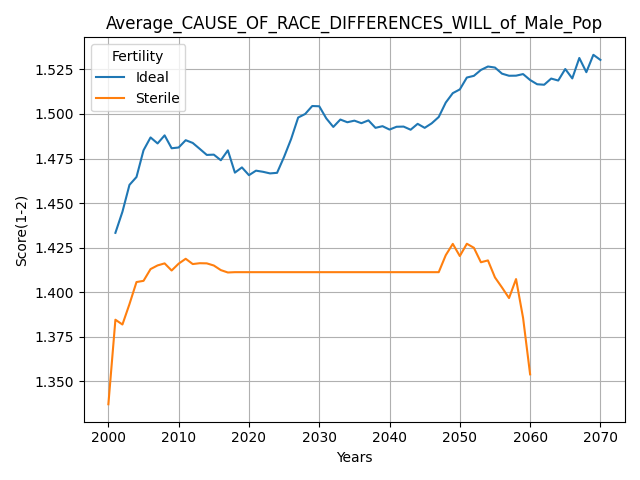 Average_CAUSE_OF_RACE_DIFFERENCES_WILL_of_Male_Pop
Fertility
Ideal
Sterile
1.525
1.500
1.475
1.450
1.425
1.400
1.375
1.350
Score(1-2)
2000 2010 2020 2030 2040 2050 2060 2070
Years